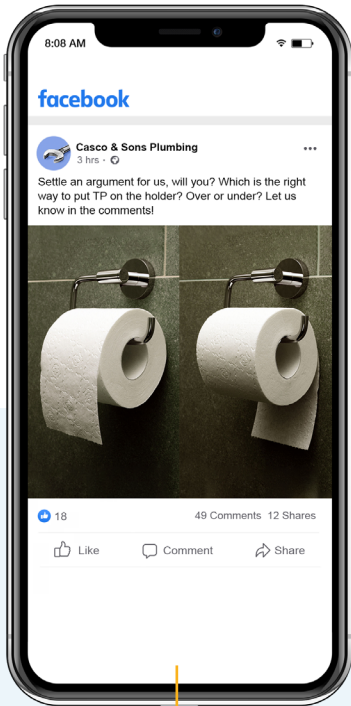 8:08 AM
facebook
Casco & Sons Plumbing
3 hrs ·
Settle an argument for us, will you? Which is the right
way to put TP on the holder? Over or under? Let us
know in the comments!
18
49 Comments 12 Shares
Like
Comment
Share